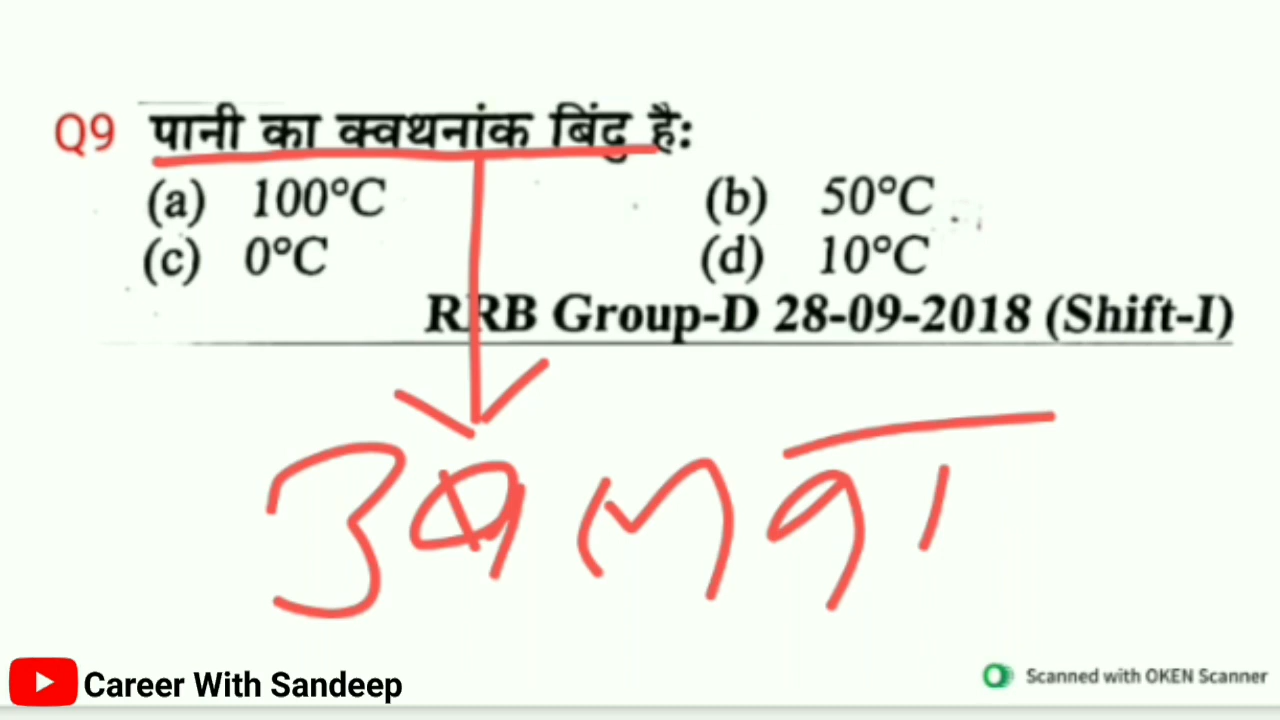 Q9 पानी का क्वथनांक बिंदु है:
(a) 100°C (b) 50°C
(c) 0°C (d) 10°C
RRB Group-D 28-09-2018 (Shift-I)
उबलना
Career With Sandeep
Scanned with OKEN Scanner